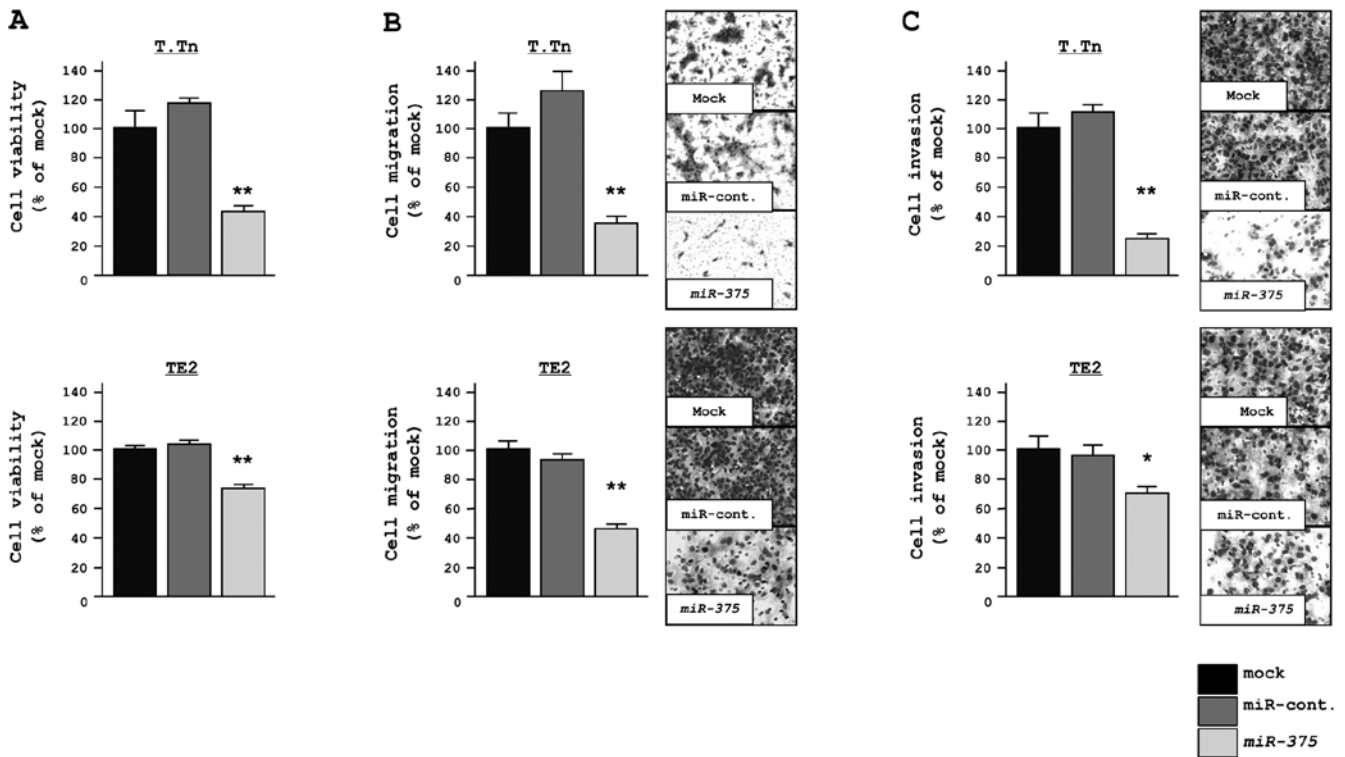 A
T.Tn
Cell viability
(% of mock)
140
120
100
80
60
40
20
0
**
TE2
Cell viability
(% of mock)
140
120
100
80
60
40
20
0
**
B
T.Tn
Cell migration
(% of mock)
140
120
100
80
60
40
20
0
**
Mock
miR-cont.
miR-375
TE2
Cell migration
(% of mock)
140
120
100
80
60
40
20
0
**
Mock
miR-cont.
miR-375
C
T.Tn
Cell invasion
(% of mock)
140
120
100
80
60
40
20
0
**
Mock
miR-cont.
miR-375
TE2
Cell invasion
(% of mock)
140
120
100
80
60
40
20
0
*
Mock
miR-cont.
miR-375
mock
miR-cont.
miR-375